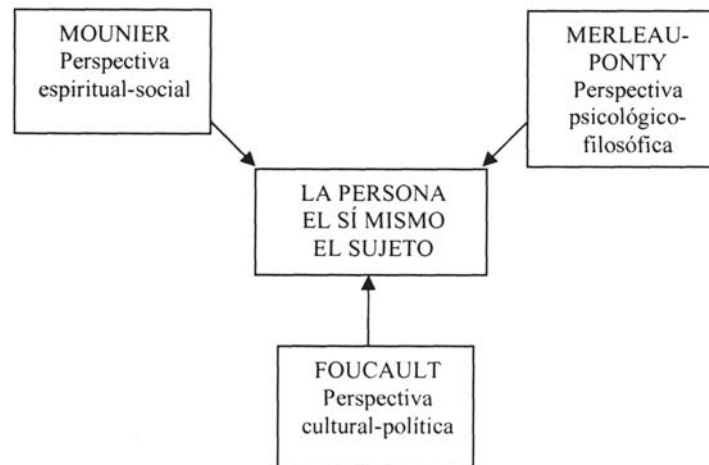 MOUNIER
Perspectiva
espiritual-social
MERLEAU-
PONTY
Perspectiva
psicológico-
filosófica
LA PERSONA
EL SÍ MISMO
EL SUJETO
FOUCAULT
Perspectiva
cultural-política